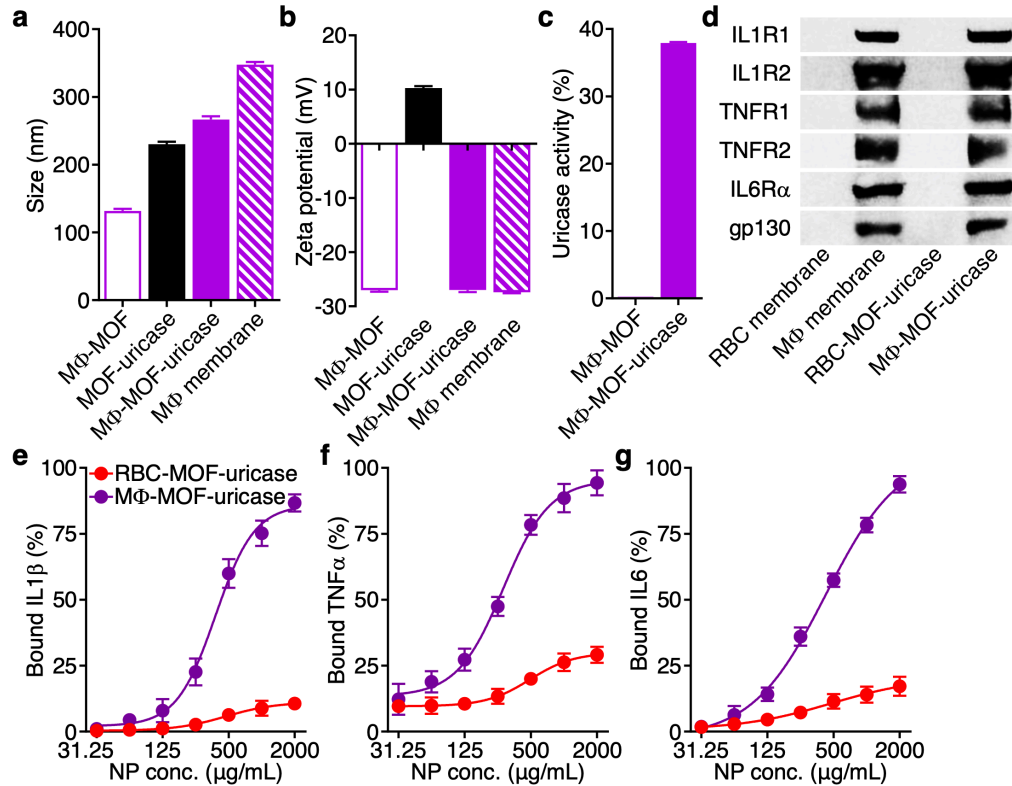 a
Size (nm)
400
300
200
100
0
MΦ-MOF
MOF-uricase
MΦ-MOF-uricase
MΦ membrane
b
Zeta potential (mV)
20
10
0
-10
-20
-30
MΦ-MOF
MOF-uricase
MΦ-MOF-uricase
MΦ membrane
c
Uricase activity (%)
40
30
20
10
0
MΦ-MOF
MΦ-MOF-uricase
d
IL1R1
IL1R2
TNFR1
TNFR2
IL6Rα
gp130
RBC membrane
MΦ membrane
RBC-MOF-uricase
MΦ-MOF-uricase
e
Bound IL1β (%)
100
75
50
25
0
RBC-MOF-uricase
MΦ-MOF-uricase
31.25 125 500 2000
NP conc. (µg/mL)
f
Bound TNFα (%)
100
75
50
25
0
31.25 125 500 2000
NP conc. (µg/mL)
g
Bound IL6 (%)
100
75
50
25
0
31.25 125 500 2000
NP conc. (µg/mL)